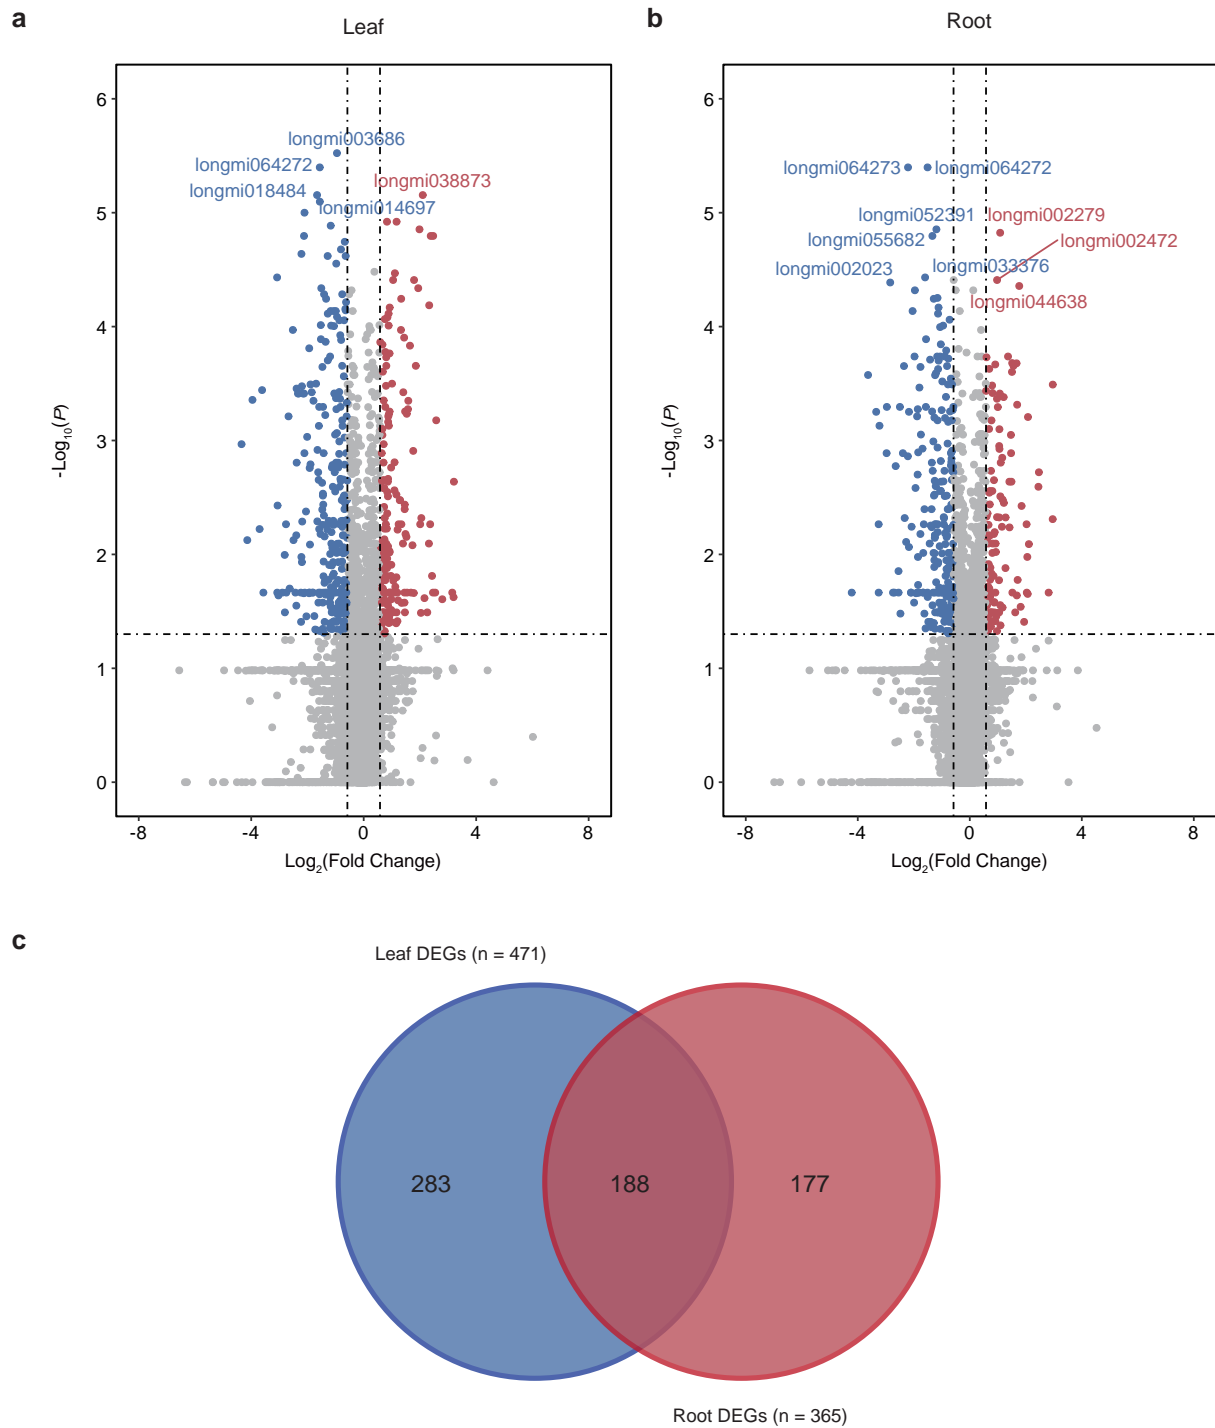 a
Leaf
6
5
4
3
2
1
0
-Log10(P)
longmi003686
longmi064272
longmi018484
longmi014697
longmi038873
-8
-4
0
4
8
Log2(Fold Change)
b
Root
6
5
4
3
2
1
0
-Log10(P)
longmi064273
longmi064272
longmi052391
longmi002279
longmi055682
longmi002472
longmi002023
longmi033376
longmi044638
-8
-4
0
4
8
Log2(Fold Change)
c
Leaf DEGs (n = 471)
283
188
177
Root DEGs (n = 365)